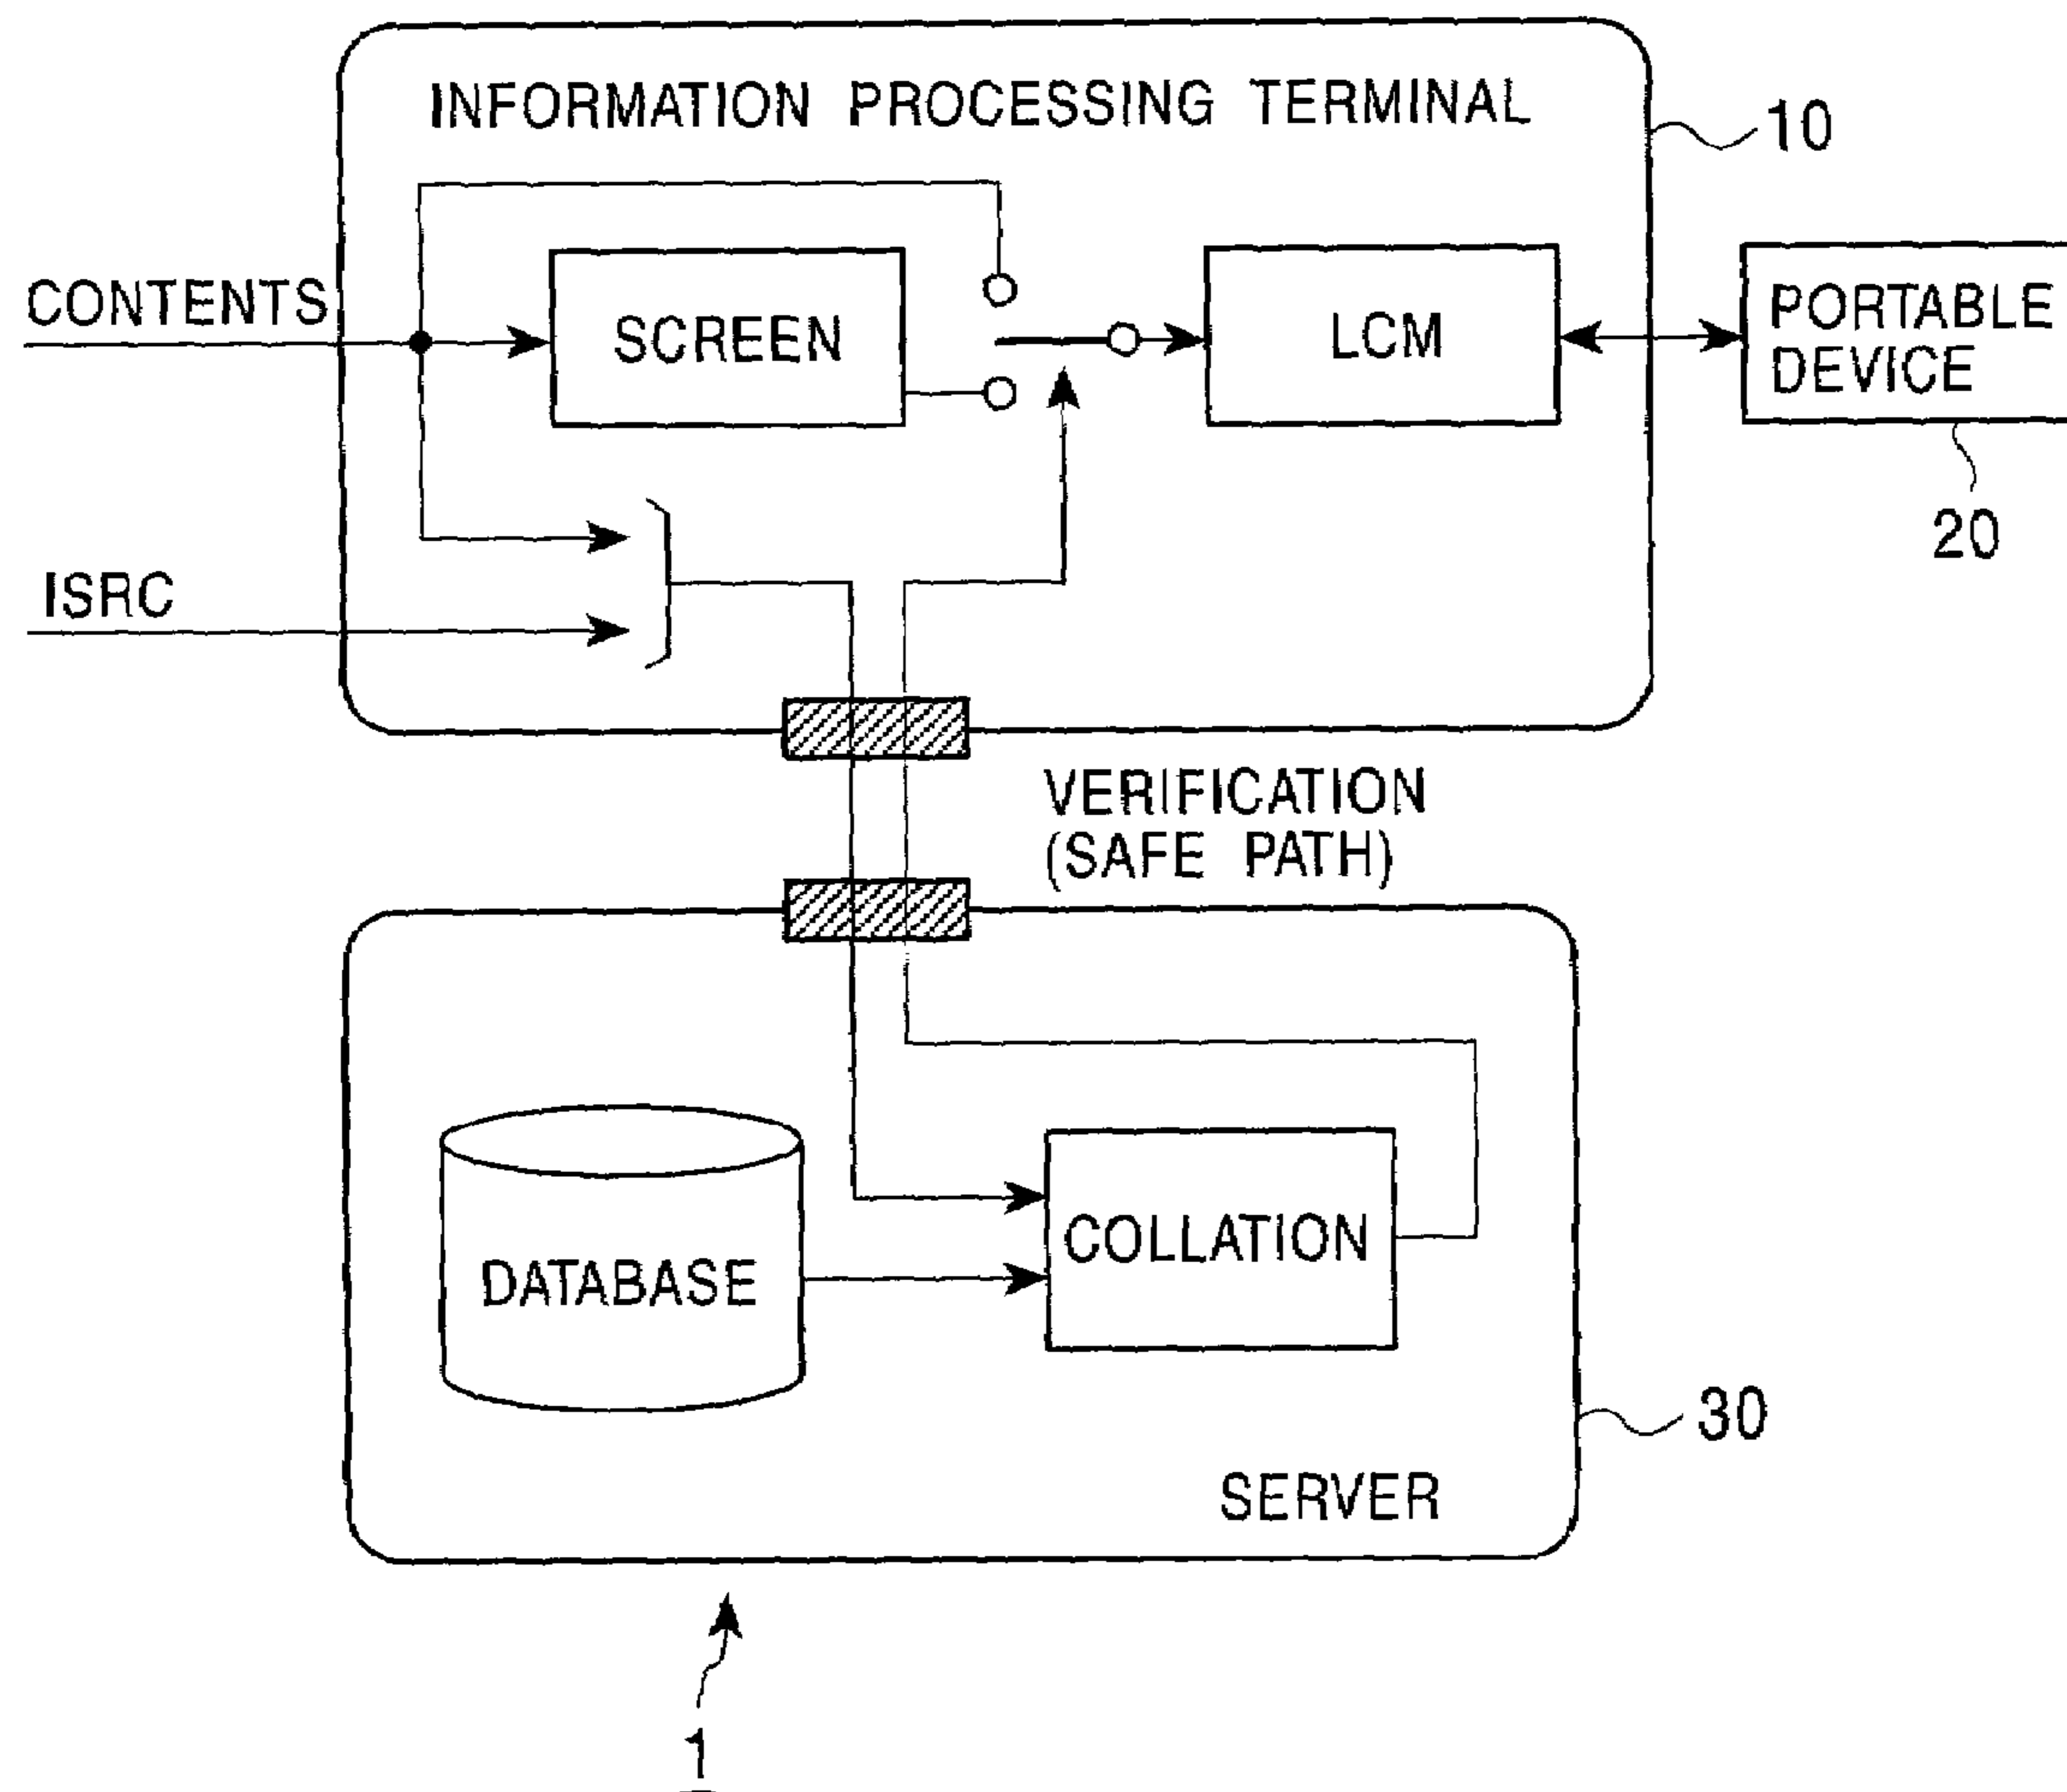 INFORMATION PROCESSING TERMINAL
10
CONTENTS
SCREEN
LCM
PORTABLE
DEVICE
20
ISRC
VERIFICATION
(SAFE PATH)
DATABASE
COLLATION
30
SERVER
1